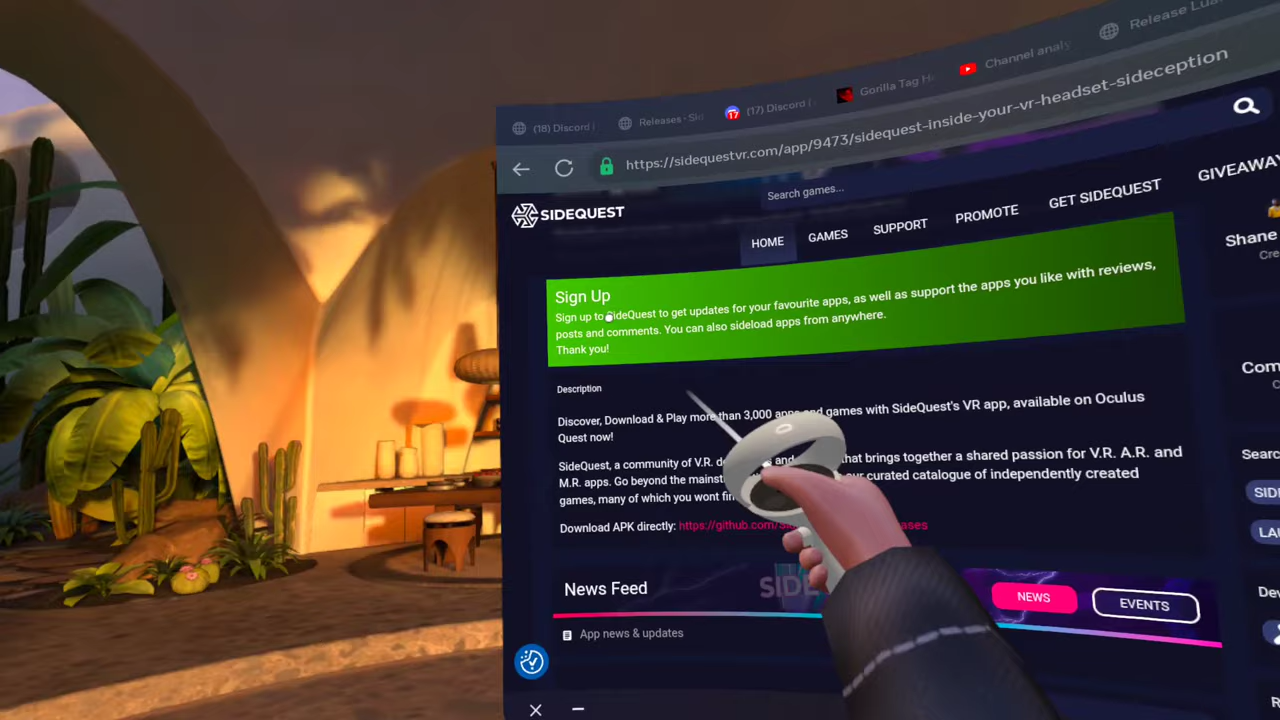 (18) Discord |
Releases · Sid
17
(17) Discord |
Gorilla Tag H
Channel analy
Release Lua
https://sidequestvr.com/app/9473/sidequest-inside-your-vr-headset-sideception
Search games...
SIDEQUEST
HOME
GAMES
SUPPORT
PROMOTE
GET SIDEQUEST
GIVEAWAY
Sign Up
Sign up to SideQuest to get updates for your favourite apps, as well as support the apps you like with reviews,
posts and comments. You can also sideload apps from anywhere.
Thank you!
Shane
Cre
Description
Discover, Download & Play more than 3,000 apps and games with SideQuest's VR app, available on Oculus
Quest now!
SideQuest, a community of V.R. and that brings together a shared passion for V.R. A.R. and
M.R. apps. Go beyond the our curated catalogue of independently created
games, many of which you wont
Download APK directly: https://github.com/
Com
Searc
SID
LA
News Feed
SIDE
NEWS
EVENTS
App news & updates
Dev